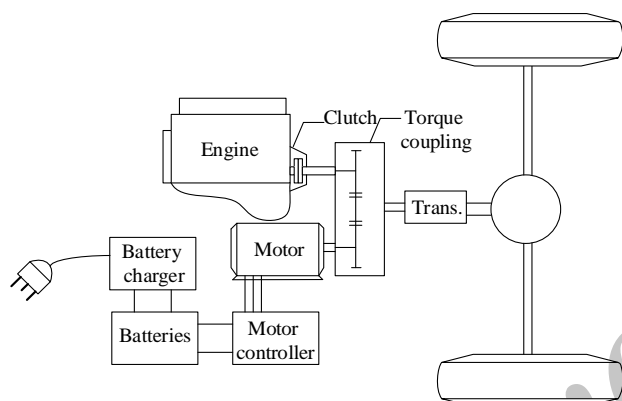 Clutch
Torque
coupling
Engine
Trans.
Motor
Battery
charger
Batteries
Motor
controller